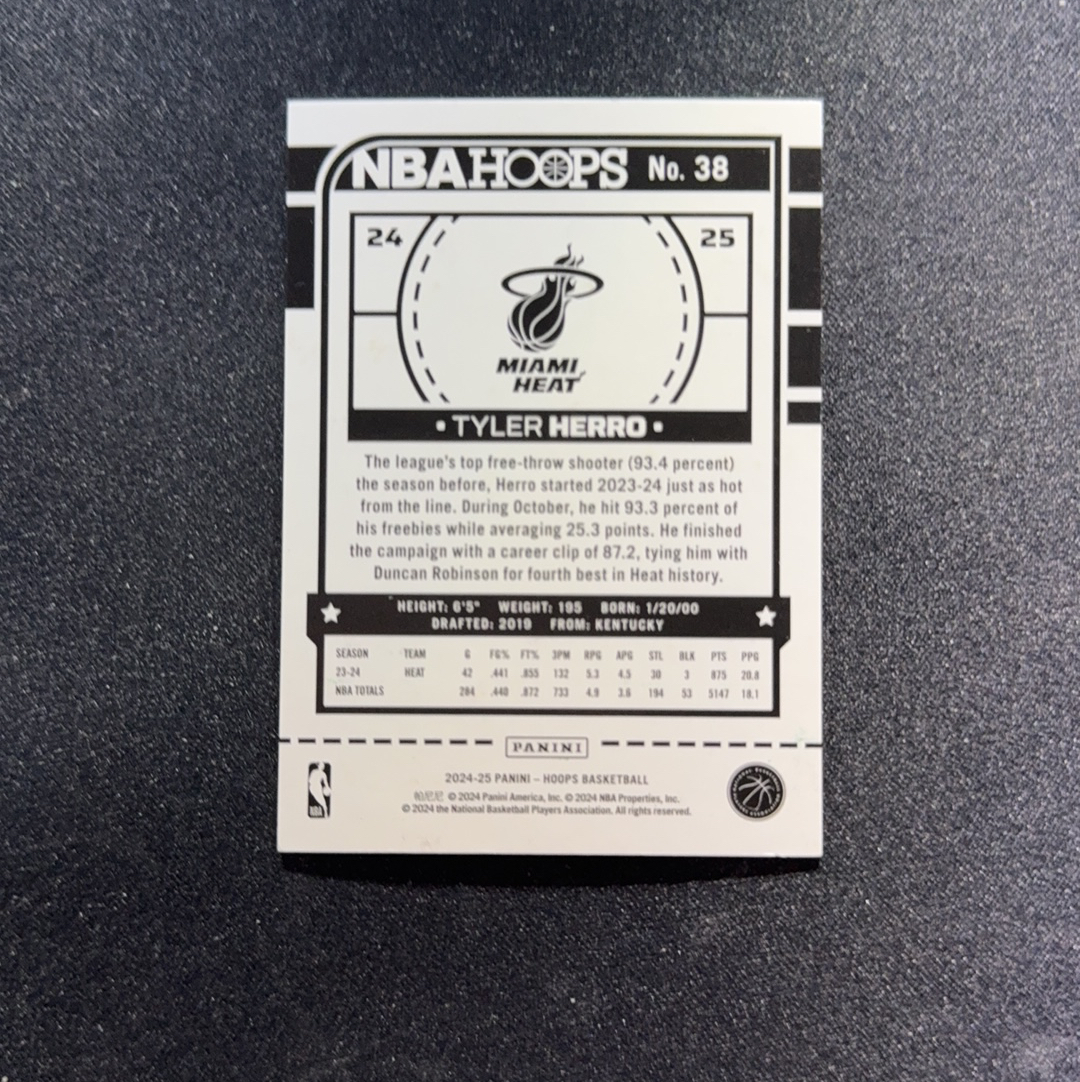 NBA HOOPS No. 38
24 25
MIAMI
HEAT
• TYLER HERRO •
The league's top free-throw shooter (93.4 percent)
the season before, Herro started 2023-24 just as hot
from the line. During October, he hit 93.3 percent of
his freebies while averaging 25.3 points. He finished
the campaign with a career clip of 87.2, tying him with
Duncan Robinson for fourth best in Heat history.
HEIGHT: 6'5" WEIGHT: 195 BORN: 1/20/00
DRAFTED: 2019 FROM: KENTUCKY
SEASON TEAM G FG% FT% 3PM RPG APG STL BLK PTS PPG
23-24 HEAT 42 .441 .855 132 5.3 4.5 30 3 875 20.8
NBA TOTALS 284 .440 .872 733 4.9 3.8 194 53 5147 18.1
PANINI
2024-25 PANINI – HOOPS BASKETBALL
帕尼尼 © 2024 Panini America, Inc. © 2024 NBA Properties, Inc.
© 2024 the National Basketball Players Association. All rights reserved.
NBA